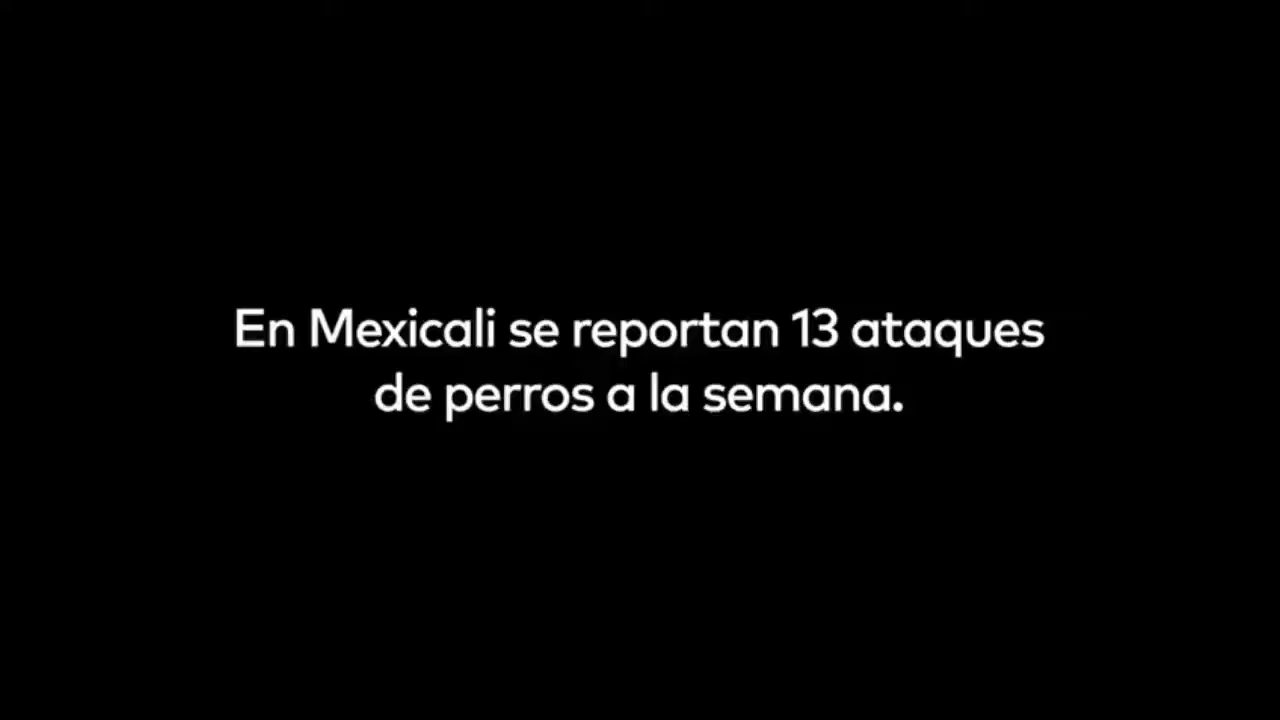 En Mexicali se reportan 13 ataques
de perros a la semana.